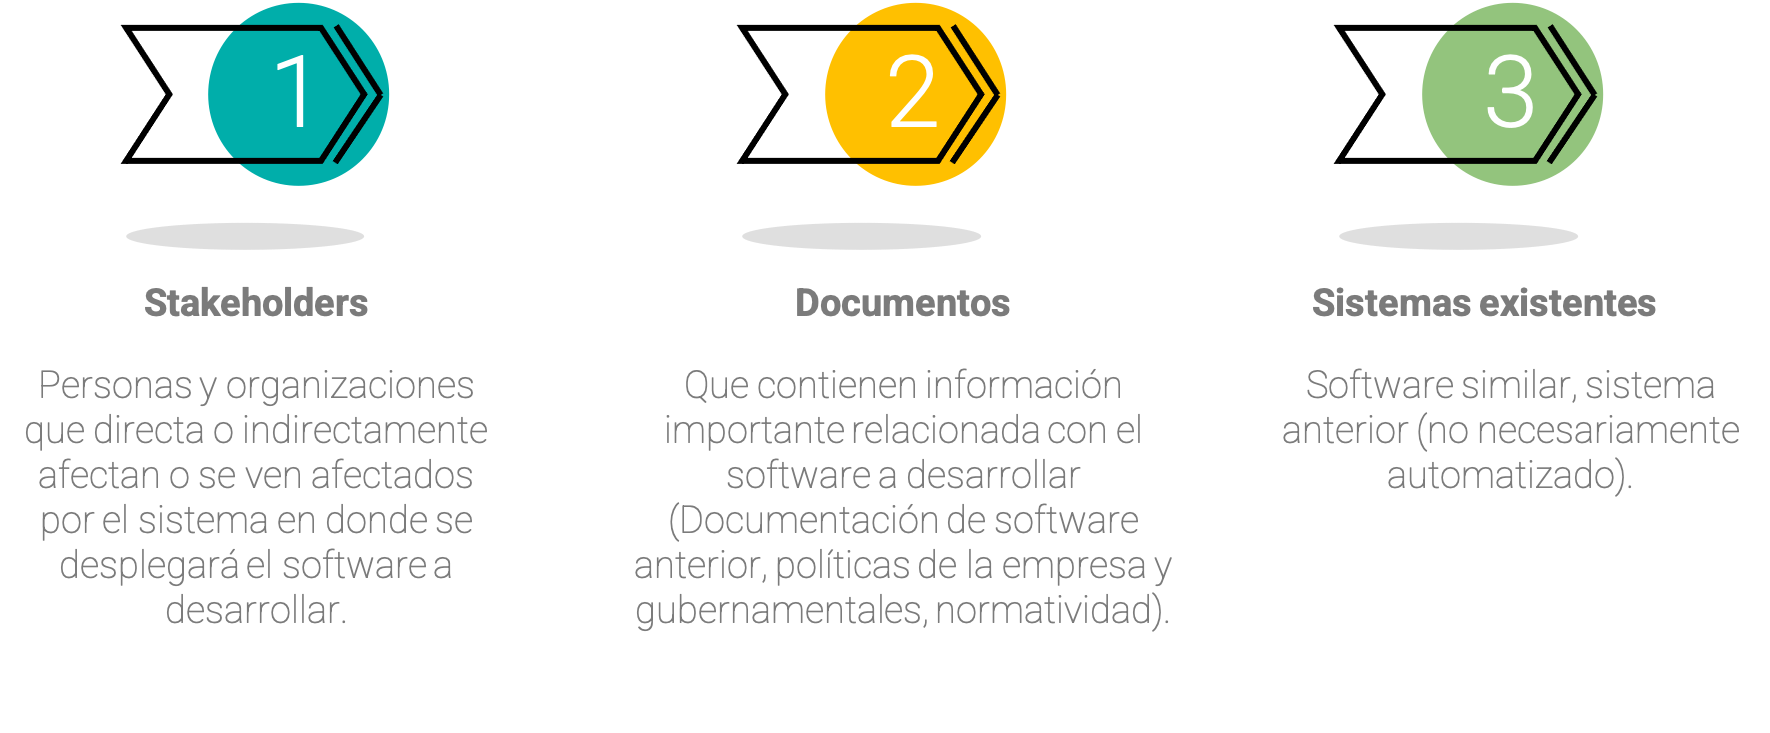 1
Stakeholders
Personas y organizaciones
que directa o indirectamente
afectan o se ven afectados
por el sistema en donde se
desplegará el software a
desarrollar.
2
Documentos
Que contienen información
importante relacionada con el
software a desarrollar
(Documentación de software
anterior, políticas de la empresa y
gubernamentales, normatividad).
3
Sistemas existentes
Software similar, sistema
anterior (no necesariamente
automatizado).